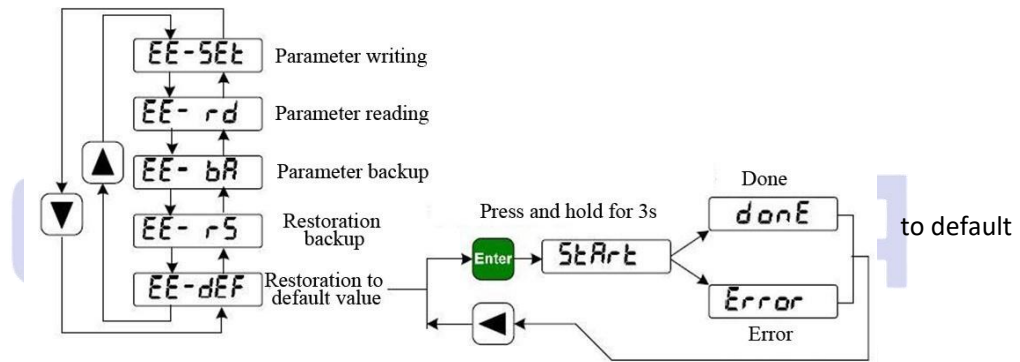 EE-SEt
Parameter writing
EE- rd
Parameter reading
EE- bA
Parameter backup
EE- rS
Restoration
backup
EE-dEF
Restoration to
default value
Press and hold for 3s
Enter
StArt
Done
donE
Error
Error
to default